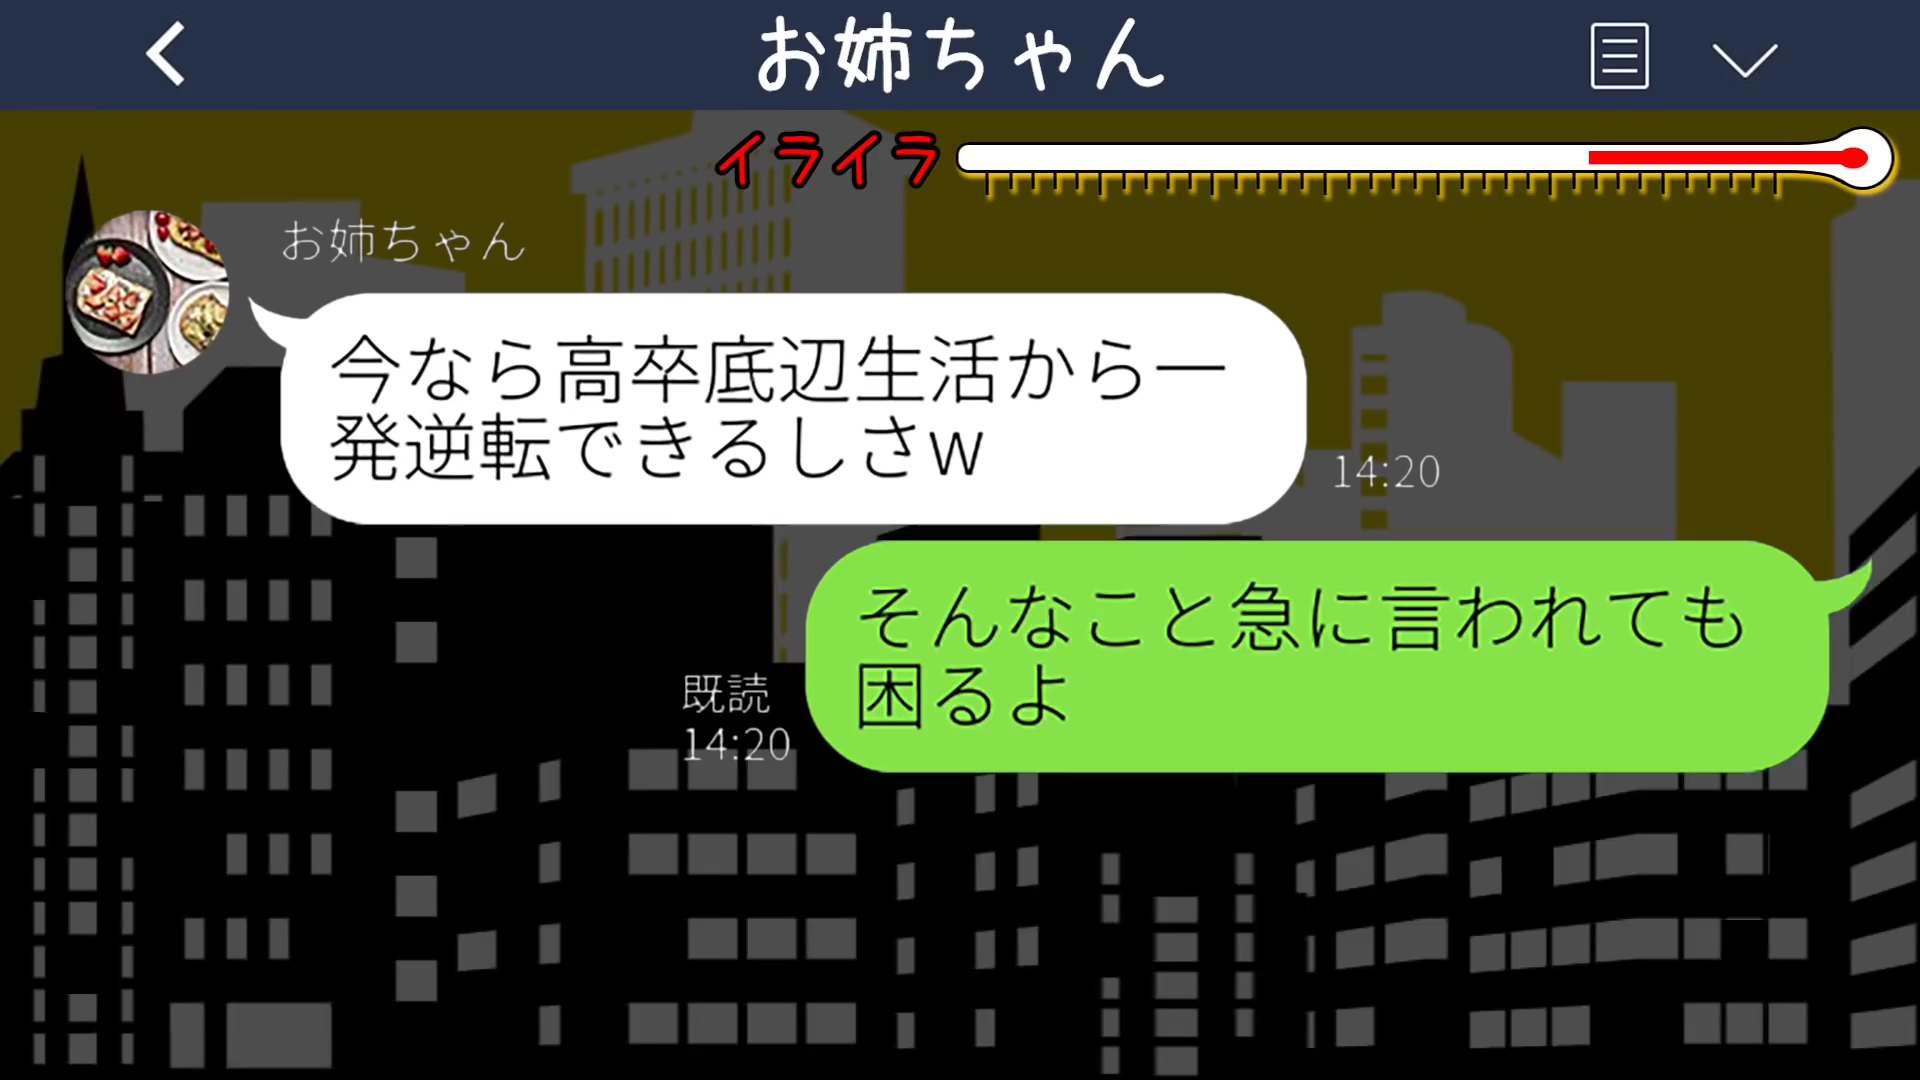 お姉ちゃん
イライラ
お姉ちゃん
今なら高卒底辺生活から一
発逆転できるしさw
14:20
そんなこと急に言われても
困るよ
既読
14:20